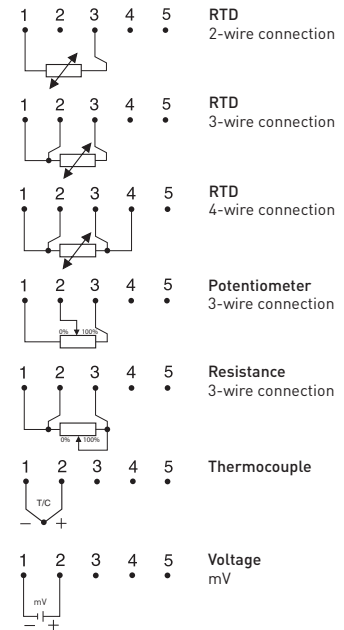 1 2 3 4 5 RTD
2-wire connection
1 2 3 4 5 RTD
3-wire connection
1 2 3 4 5 RTD
4-wire connection
1 2 3 4 5 Potentiometer
3-wire connection
0% 100%
1 2 3 4 5 Resistance
3-wire connection
0% 100%
1 2 3 4 5 Thermocouple
T/C
− +
1 2 3 4 5 Voltage
mV
mV
− +